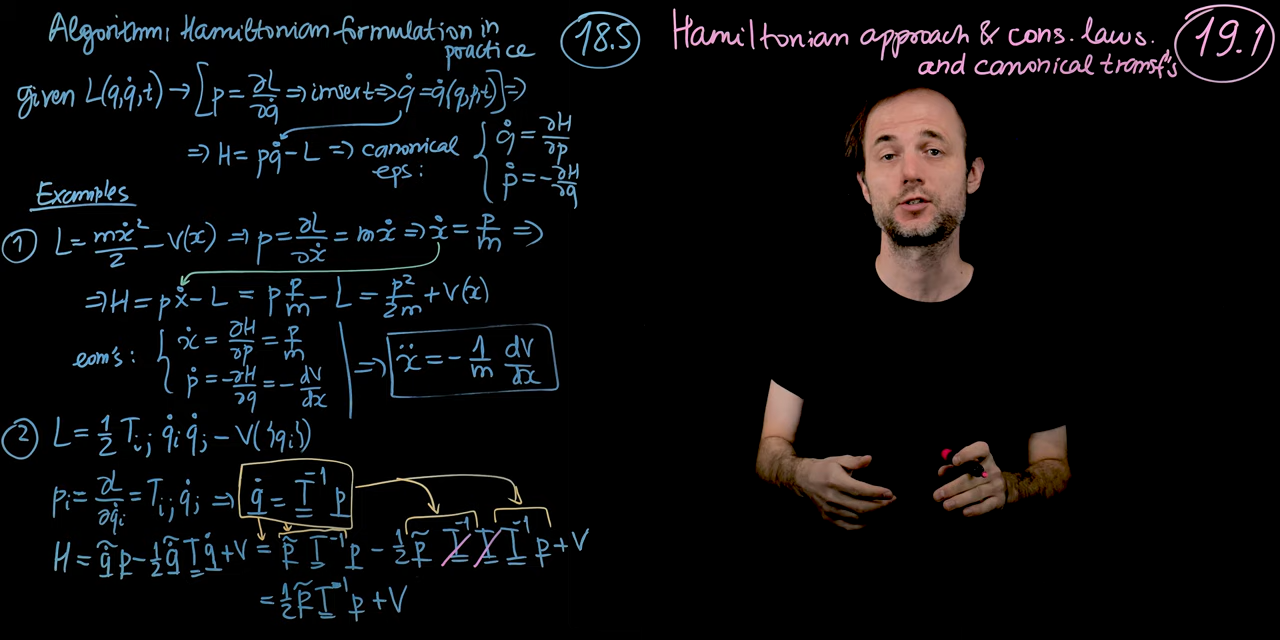 Algorithm: Hamiltonian formulation in practice
18.5
given L(q,q̇,t) → [p = ∂L/∂q̇ ⇒ insert ⇒ q̇ = q̇(q,p,t)] ⇒
⇒ H = pq̇ - L ⇒ canonical eqs: { q̇ = ∂H/∂p
ṗ = -∂H/∂q
Examples
① L = mẋ²/2 - V(x) ⇒ p = ∂L/∂ẋ = mẋ ⇒ ẋ = p/m ⇒
⇒ H = pẋ - L = p p/m - L = p²/2m + V(x)
eom's: { ẋ = ∂H/∂p = p/m
ṗ = -∂H/∂q = -dV/dx
⇒ ẍ = - 1/m dV/dx
② L = 1/2 Tᵢⱼ q̇ᵢ q̇ⱼ - V({qᵢ})
pᵢ = ∂L/∂q̇ᵢ = Tᵢⱼ q̇ⱼ ⇒ q̇ = T⁻¹ p
H = q̃̇ p - 1/2 q̃̇ T q̇ + V = p̃ T⁻¹ p - 1/2 p̃ T⁻¹ T T⁻¹ p + V
= 1/2 p̃ T⁻¹ p + V
Hamiltonian approach & cons. laws.
and canonical transf's
19.1